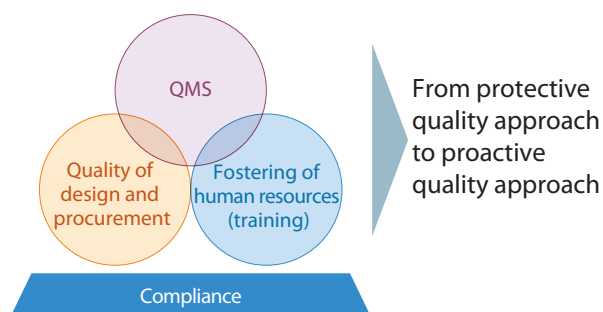 QMS
Quality of
design and
procurement
Fostering of
human resources
(training)
Compliance
From protective
quality approach
to proactive
quality approach